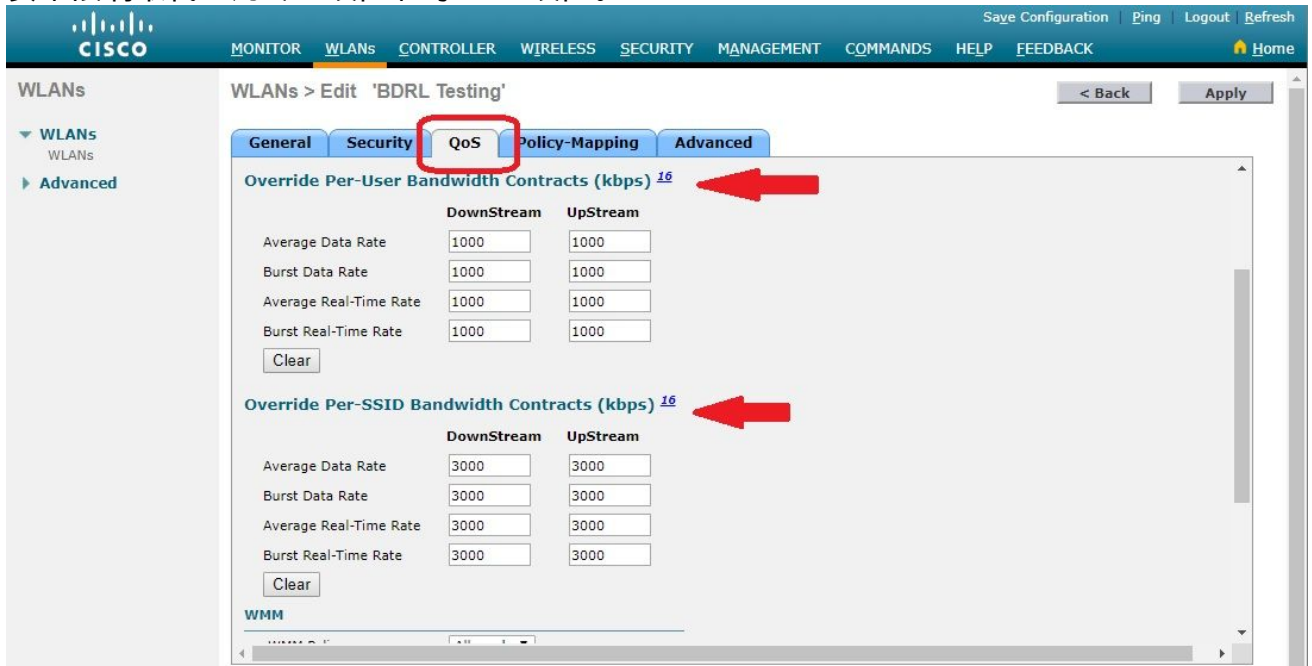 Save Configuration | Ping | Logout | Refresh
CISCO
MONITOR WLANs CONTROLLER WIRELESS SECURITY MANAGEMENT COMMANDS HELP FEEDBACK Home
WLANs
WLANs > Edit 'BDRL Testing'
< Back
Apply
WLANs
WLANs
Advanced
General Security QoS Policy-Mapping Advanced
Override Per-User Bandwidth Contracts (kbps) 16
DownStream UpStream
Average Data Rate 1000 1000
Burst Data Rate 1000 1000
Average Real-Time Rate 1000 1000
Burst Real-Time Rate 1000 1000
Clear
Override Per-SSID Bandwidth Contracts (kbps) 16
DownStream UpStream
Average Data Rate 3000 3000
Burst Data Rate 3000 3000
Average Real-Time Rate 3000 3000
Burst Real-Time Rate 3000 3000
Clear
WMM